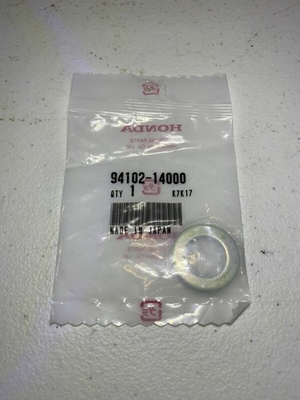 HONDA
94102-14000
QTY 1 K7K17
MADE IN JAPAN